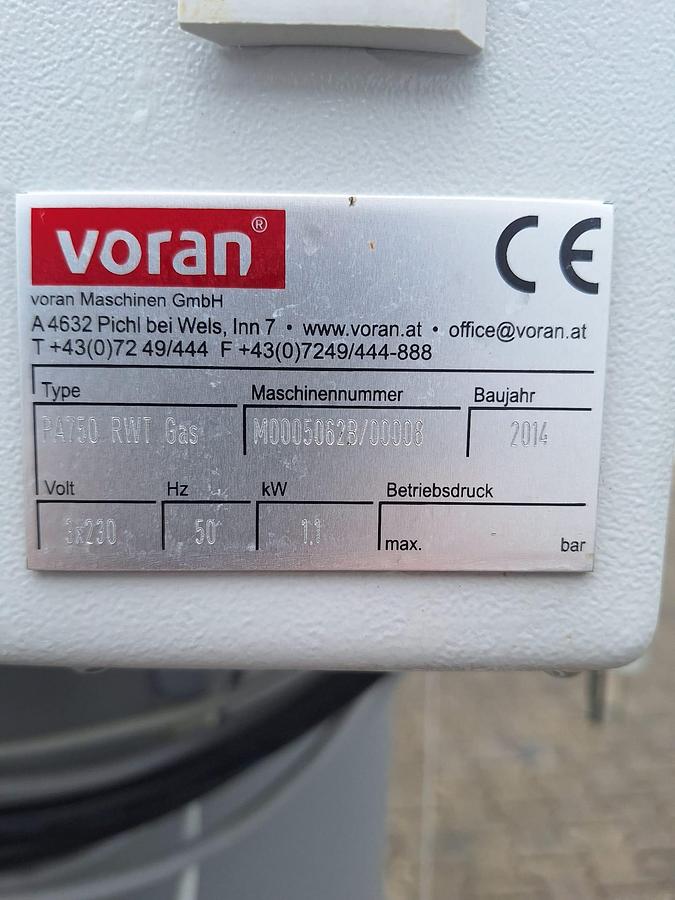 voran®
CE
voran Maschinen GmbH
A 4632 Pichl bei Wels, Inn 7 • www.voran.at • office@voran.at
T +43(0)72 49/444 F +43(0)7249/444-888
Type Maschinennummer Baujahr
PA750 RWT Gas M0005062B/00008 2014
Volt Hz kW Betriebsdruck
3x230 50 1,1 max. - bar